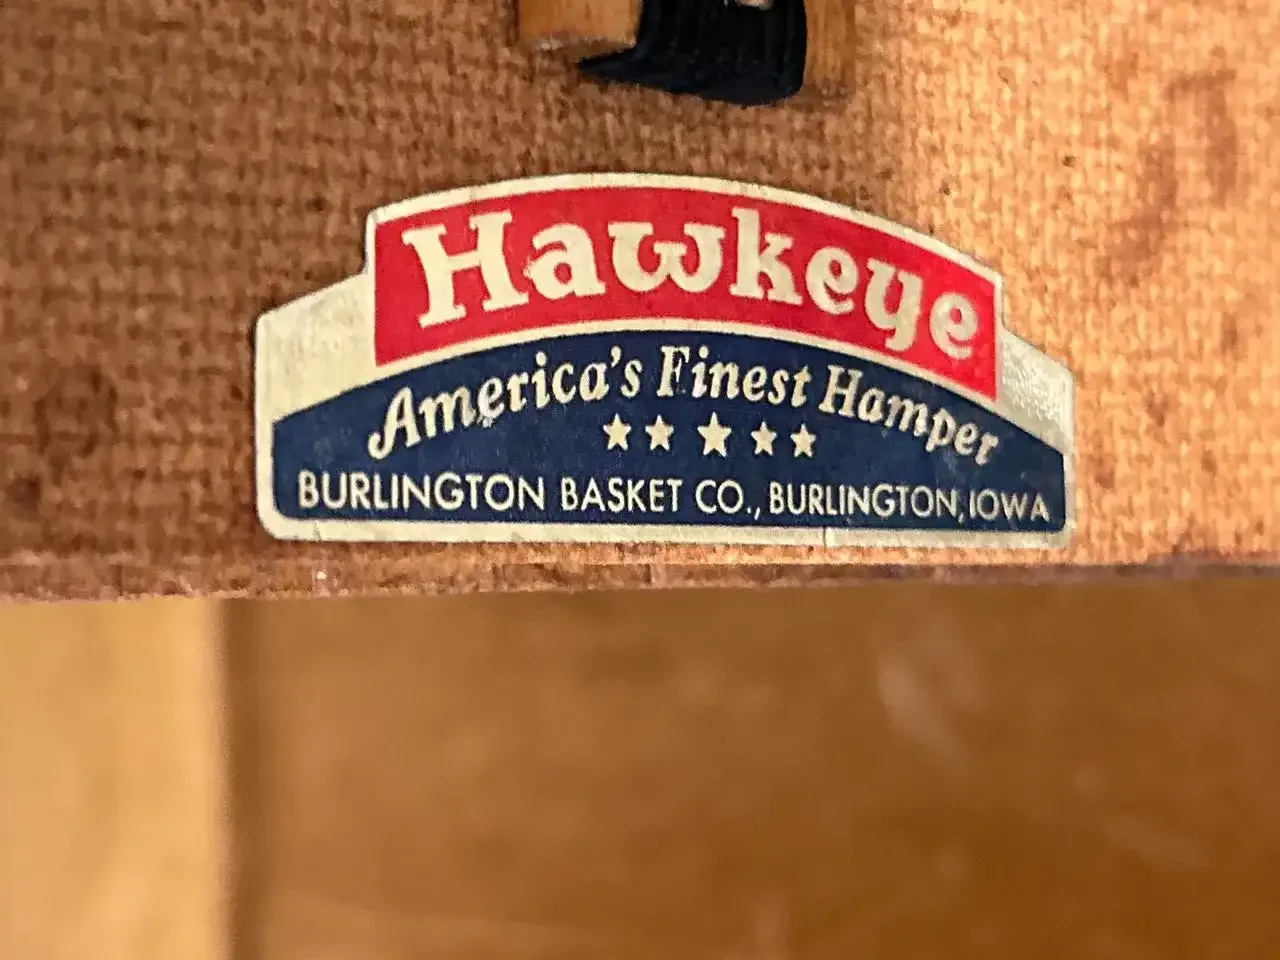 Hawkeye
America's Finest Hamper
BURLINGTON BASKET CO., BURLINGTON, IOWA